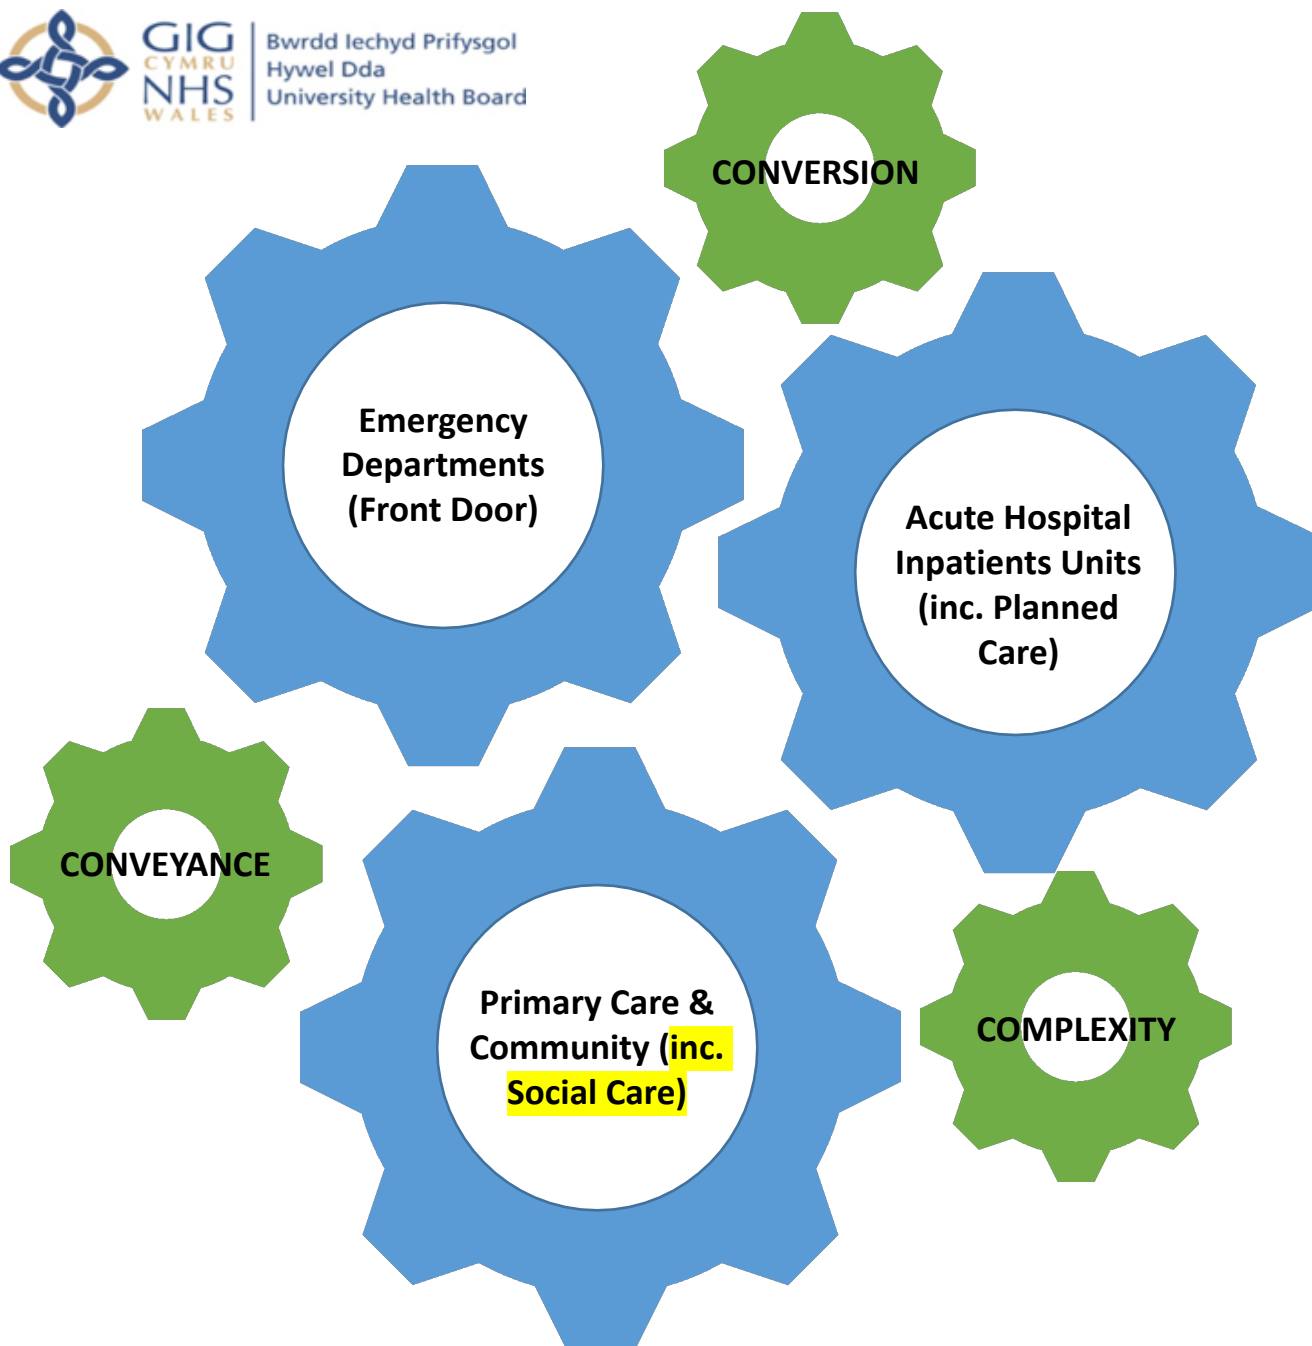 GIG
CYMRU
NHS
WALES
Bwrdd Iechyd Prifysgol
Hywel Dda
University Health Board
CONVERSION
Emergency
Departments
(Front Door)
Acute Hospital
Inpatients Units
(inc. Planned
Care)
CONVEYANCE
Primary Care &
Community (inc.
Social Care)
COMPLEXITY